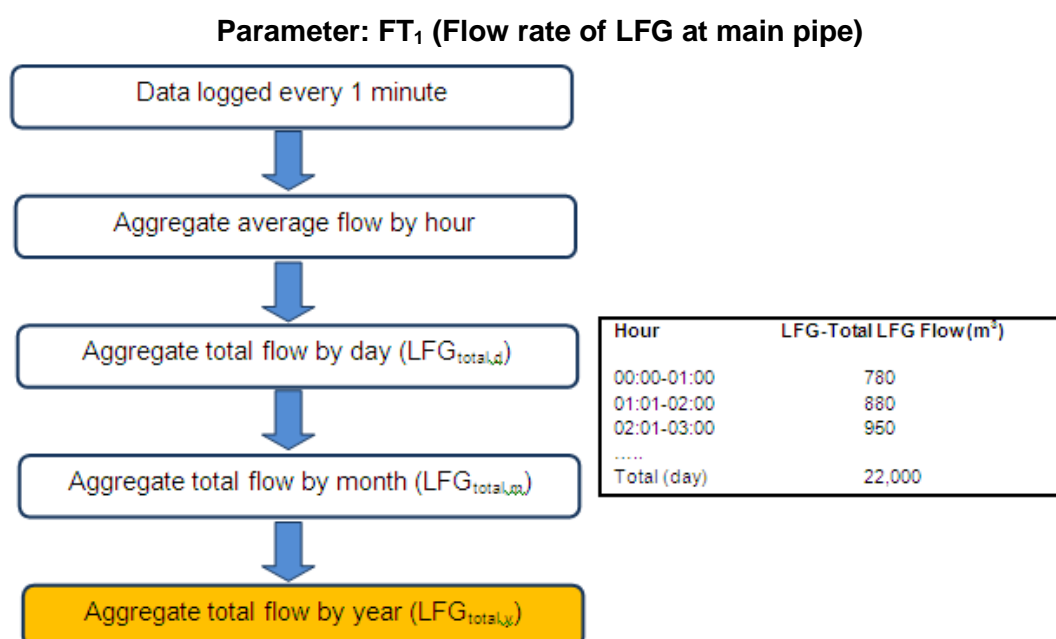 Parameter: FT₁ (Flow rate of LFG at main pipe)
Data logged every 1 minute
Aggregate average flow by hour
Aggregate total flow by day (LFGtotal,d)
Hour LFG-Total LFG Flow(m³)
00:00-01:00 780
01:01-02:00 880
02:01-03:00 950
.....
Total (day) 22,000
Aggregate total flow by month (LFGtotal,m)
Aggregate total flow by year (LFGtotal,y)